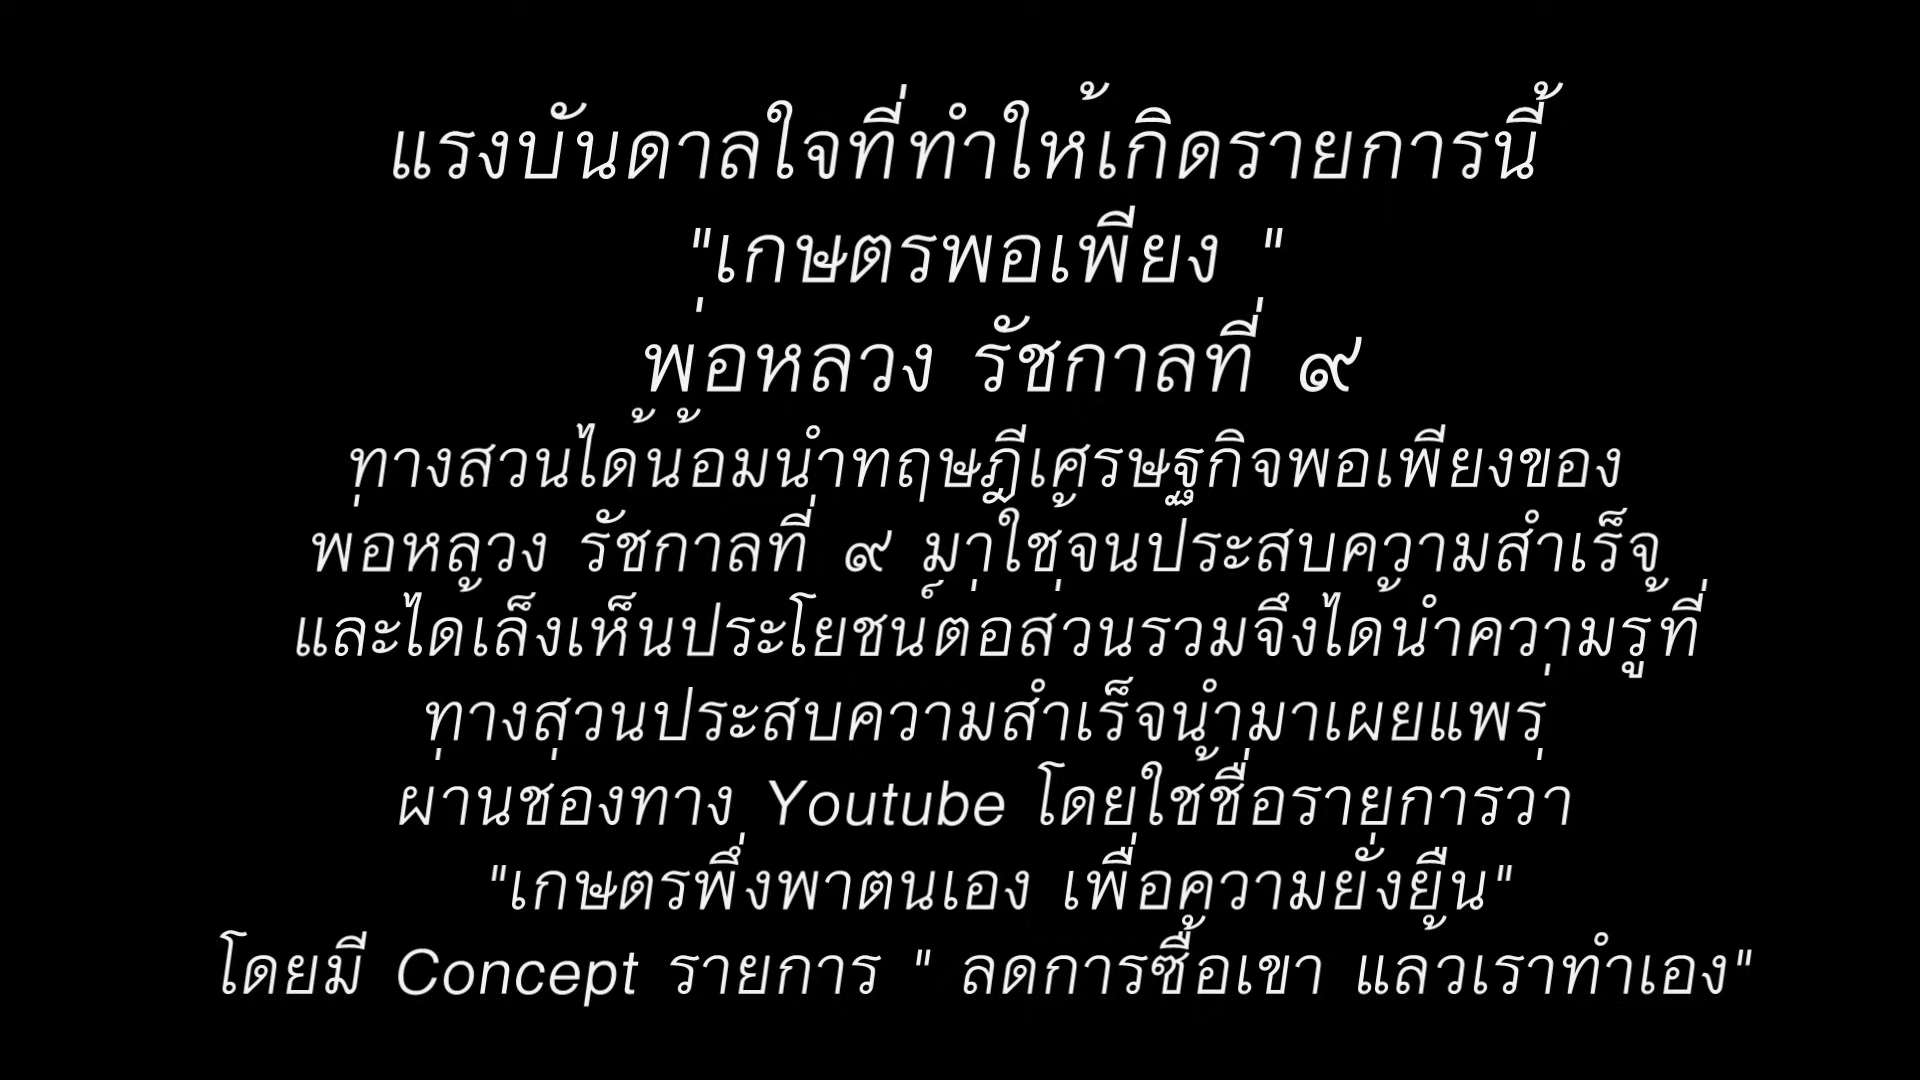 แรงบันดาลใจที่ทำให้เกิดรายการนี้
"เกษตรพอเพียง "
พ่อหลวง รัชกาลที่ ๙
ทางสวนได้น้อมนำทฤษฎีเศรษฐกิจพอเพียงของ
พ่อหลวง รัชกาลที่ ๙ มาใช้จนประสบความสำเร็จ
และได้เล็งเห็นประโยชน์ต่อส่วนรวมจึงได้นำความรู้ที่
ทางสวนประสบความสำเร็จนำมาเผยแพร่
ผ่านช่องทาง Youtube โดยใช้ชื่อรายการว่า
"เกษตรพึ่งพาตนเอง เพื่อความยั่งยืน"
โดยมี Concept รายการ " ลดการซื้อเขา แล้วเราทำเอง"